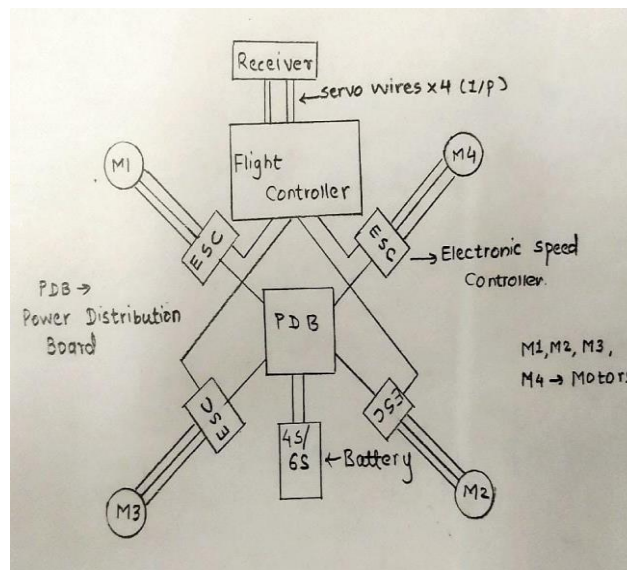 Receiver
servo wires x 4 (I/P)
Flight
Controller
M1
M4
ESC
ESC
→ Electronic speed
Controller.
PDB →
Power Distribution
Board
PDB
M1, M2, M3,
M4 → Motors
ESC
ESC
4S/
6S
← Battery
M3
M2